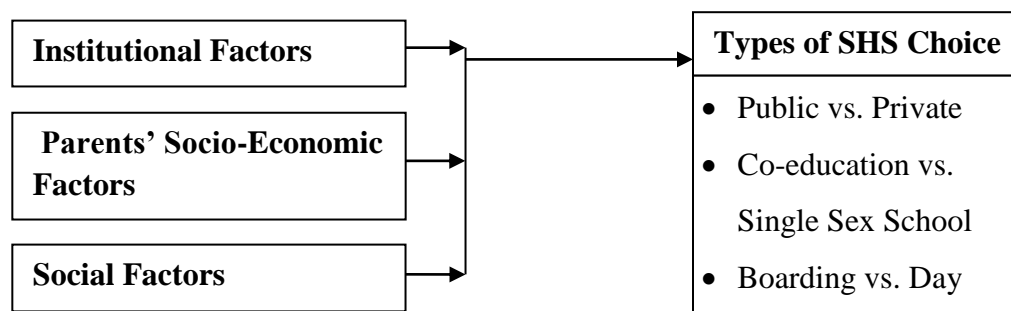 Institutional Factors
Parents’ Socio-Economic
Factors
Social Factors
Types of SHS Choice
• Public vs. Private
• Co-education vs.
Single Sex School
• Boarding vs. Day